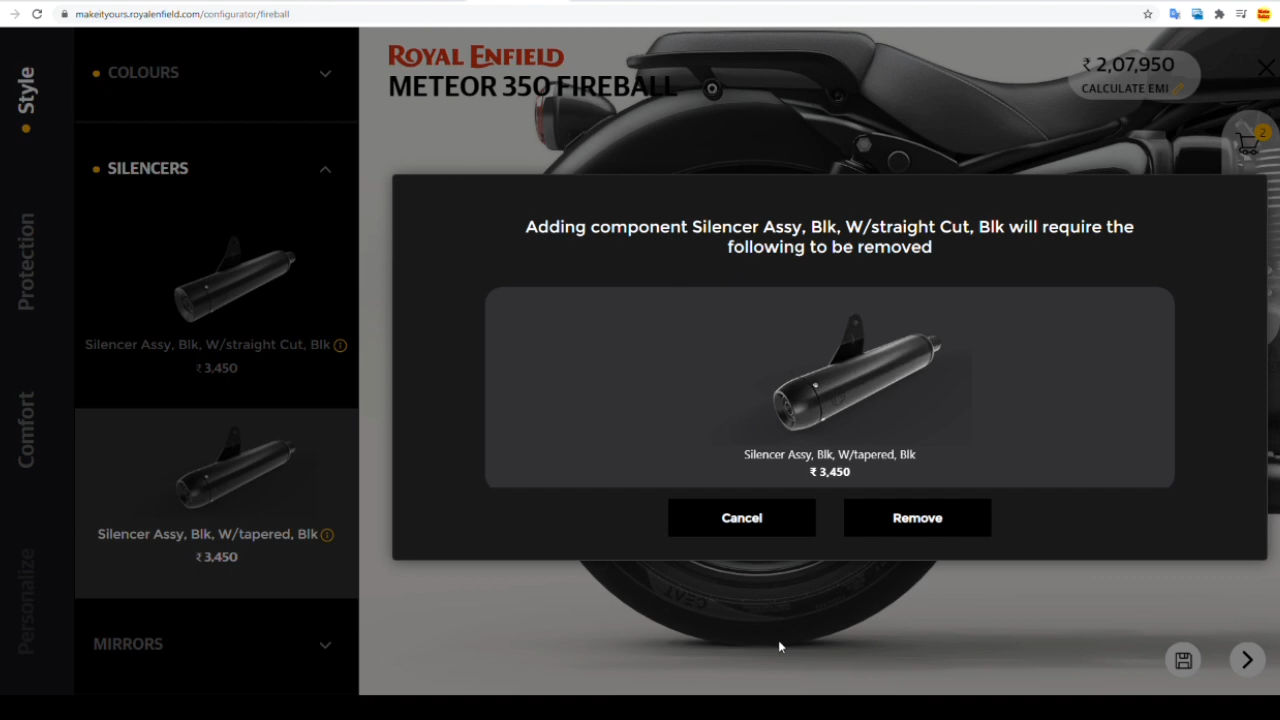 makeityours.royalenfield.com/configurator/fireball
Style
Protection
Comfort
Personalize
COLOURS
SILENCERS
Silencer Assy, Blk, W/straight Cut, Blk
₹ 3,450
Silencer Assy, Blk, W/tapered, Blk
₹ 3,450
MIRRORS
ROYAL ENFIELD
METEOR 350 FIREBALL
₹ 2,07,950
CALCULATE EMI
2
Adding component Silencer Assy, Blk, W/straight Cut, Blk will require the
following to be removed
Silencer Assy, Blk, W/tapered, Blk
₹ 3,450
Cancel
Remove
CEAT